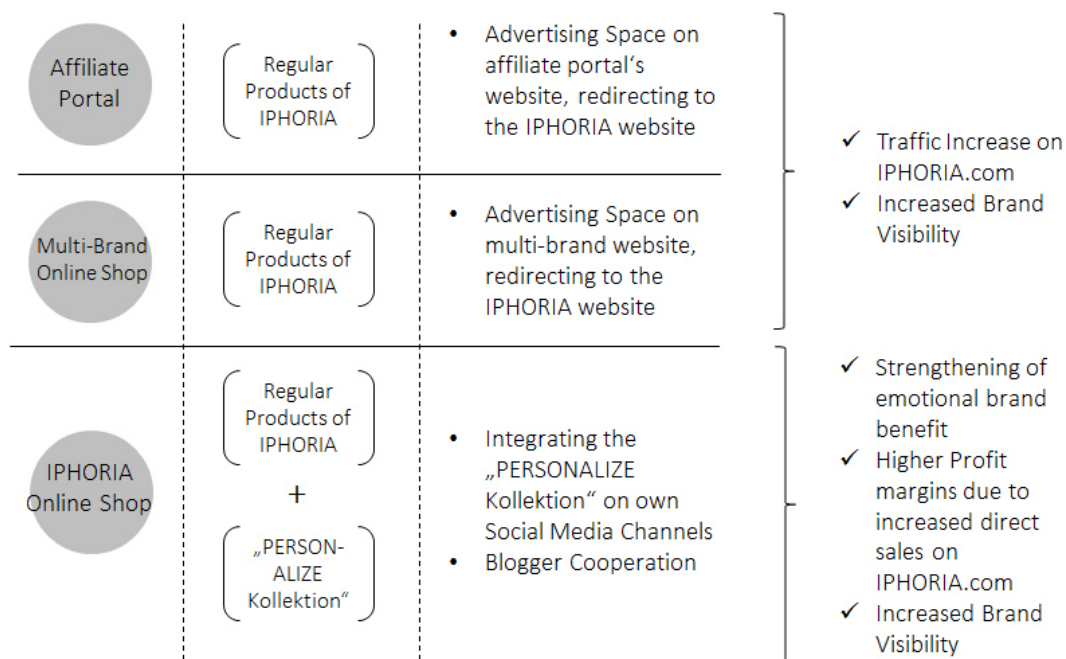 Affiliate
Portal
Regular
Products of
IPHORIA
• Advertising Space on
affiliate portal‘s
website, redirecting to
the IPHORIA website
Multi-Brand
Online Shop
Regular
Products of
IPHORIA
• Advertising Space on
multi-brand website,
redirecting to the
IPHORIA website
✓ Traffic Increase on
IPHORIA.com
✓ Increased Brand
Visibility
IPHORIA
Online Shop
Regular
Products of
IPHORIA
+
„PERSON-
ALIZE
Kollektion“
• Integrating the
„PERSONALIZE
Kollektion“ on own
Social Media Channels
• Blogger Cooperation
✓ Strengthening of
emotional brand
benefit
✓ Higher Profit
margins due to
increased direct
sales on
IPHORIA.com
✓ Increased Brand
Visibility